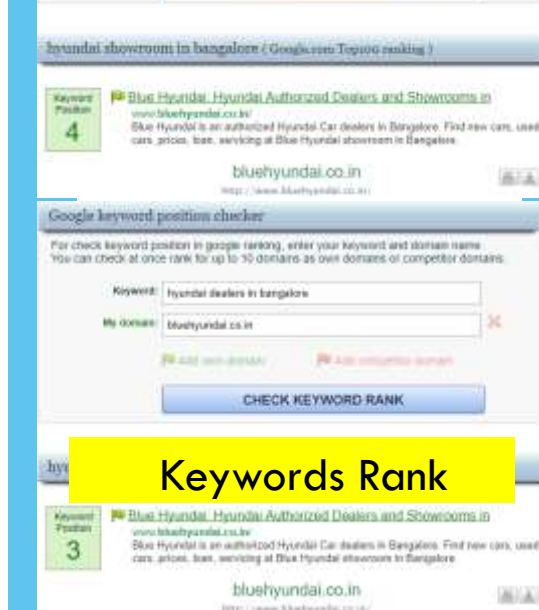 hyundai showroom in bangalore ( Google.com Top100 ranking )
Keyword
Position
4
Blue Hyundai, Hyundai Authorized Dealers and Showrooms in
www.bluehyundai.co.in/
Blue Hyundai is an authorized Hyundai Car dealers in Bangalore. Find new cars, used
cars, prices, loan, servicing at Blue Hyundai showroom in Bangalore.
bluehyundai.co.in
http://www.bluehyundai.co.in/
Google keyword position checker
For check keyword position in google ranking, enter your keyword and domain name
You can check at once rank for up to 10 domains as own domains or competitor domains.
Keyword: hyundai dealers in bangalore
My domain: bluehyundai.co.in
Add own domain Add competitor domain
CHECK KEYWORD RANK
Keywords Rank
Keyword
Position
3
Blue Hyundai, Hyundai Authorized Dealers and Showrooms in
www.bluehyundai.co.in/
Blue Hyundai is an authorized Hyundai Car dealers in Bangalore. Find new cars, used
cars, prices, loan, servicing at Blue Hyundai showroom in Bangalore
bluehyundai.co.in